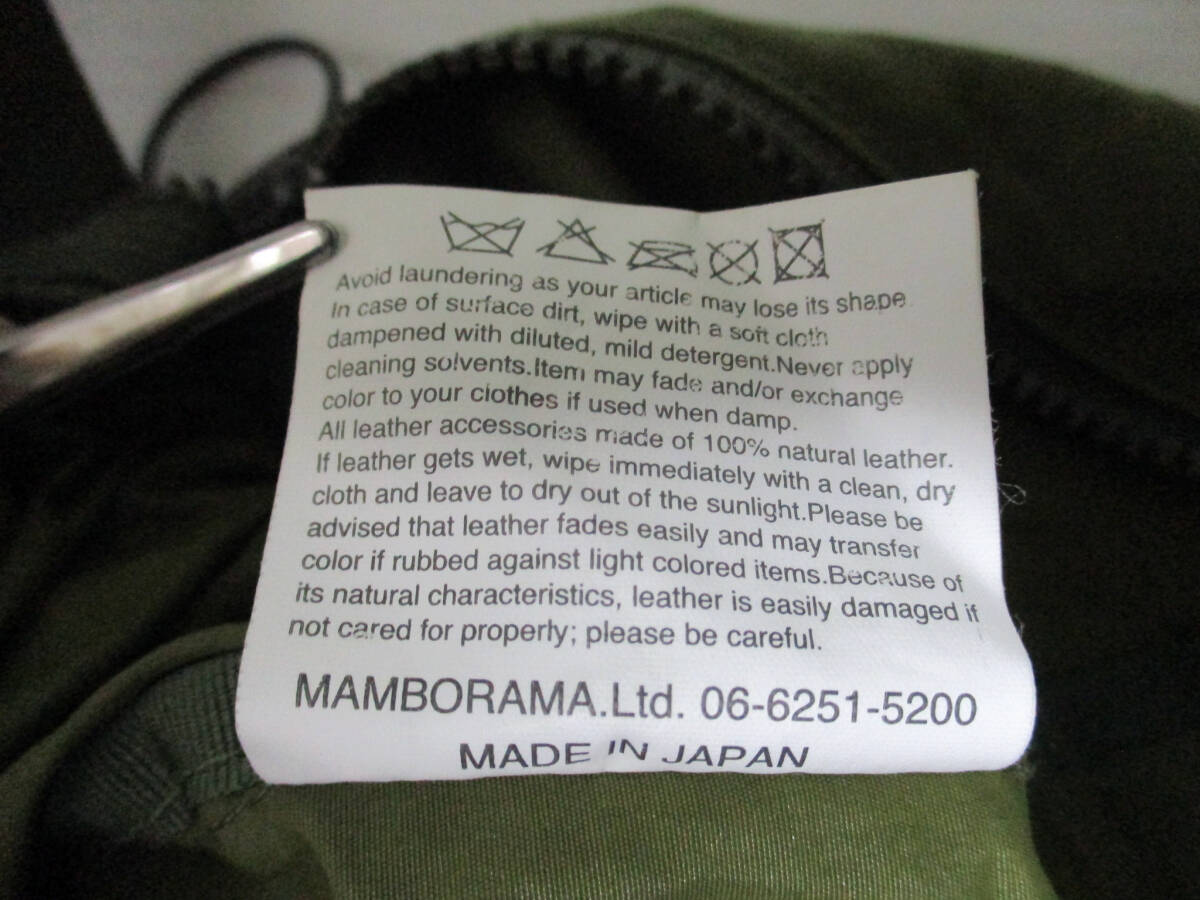 Avoid laundering as your article may lose its shape
In case of surface dirt, wipe with a soft cloth
dampened with diluted, mild detergent.Never apply
cleaning solvents.Item may fade and/or exchange
color to your clothes if used when damp.
All leather accessories made of 100% natural leather.
If leather gets wet, wipe immediately with a clean, dry
cloth and leave to dry out of the sunlight.Please be
advised that leather fades easily and may transfer
color if rubbed against light colored items.Because of
its natural characteristics, leather is easily damaged if
not cared for properly; please be careful.
MAMBORAMA.Ltd. 06-6251-5200
MADE IN JAPAN